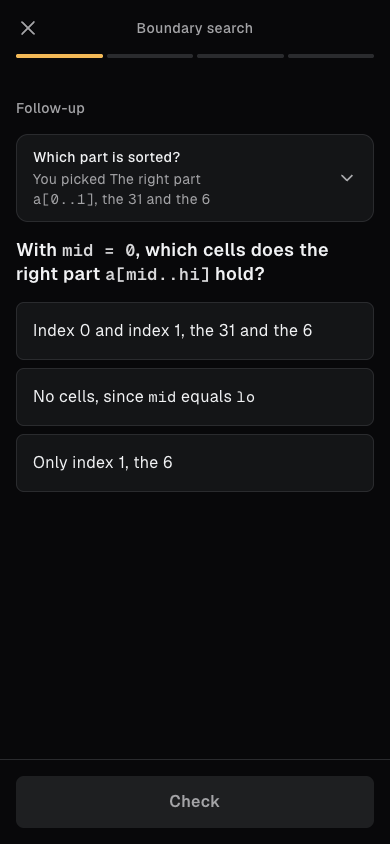 Boundary search
Follow-up
Which part is sorted?
You picked The right part
a[0..1], the 31 and the 6
With mid = 0, which cells does the
right part a[mid..hi] hold?
Index 0 and index 1, the 31 and the 6
No cells, since mid equals lo
Only index 1, the 6
Check